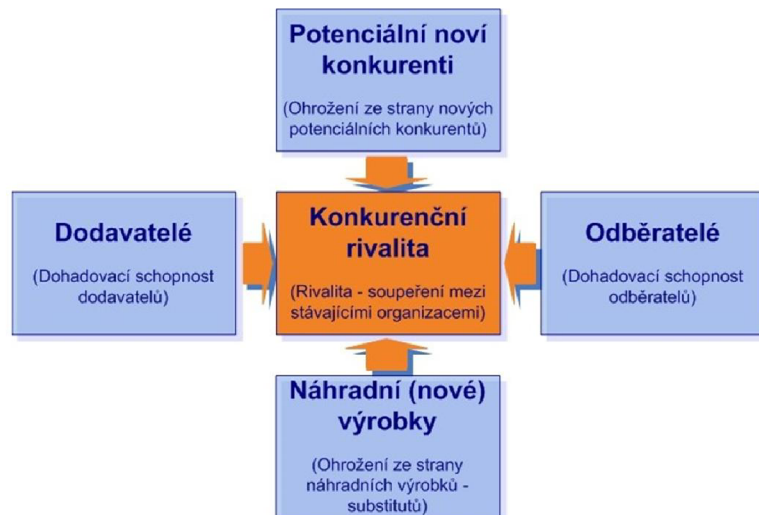 Potenciální noví
konkurenti
(Ohrožení ze strany nových
potenciálních konkurentů)
Dodavatelé
(Dohadovací schopnost
dodavatelů)
Konkurenční
rivalita
(Rivalita - soupeření mezi
stávajícími organizacemi)
Odběratelé
(Dohadovací schopnost
odběratelů)
Náhradní (nové)
výrobky
(Ohrožení ze strany
náhradních výrobků -
substitutů)